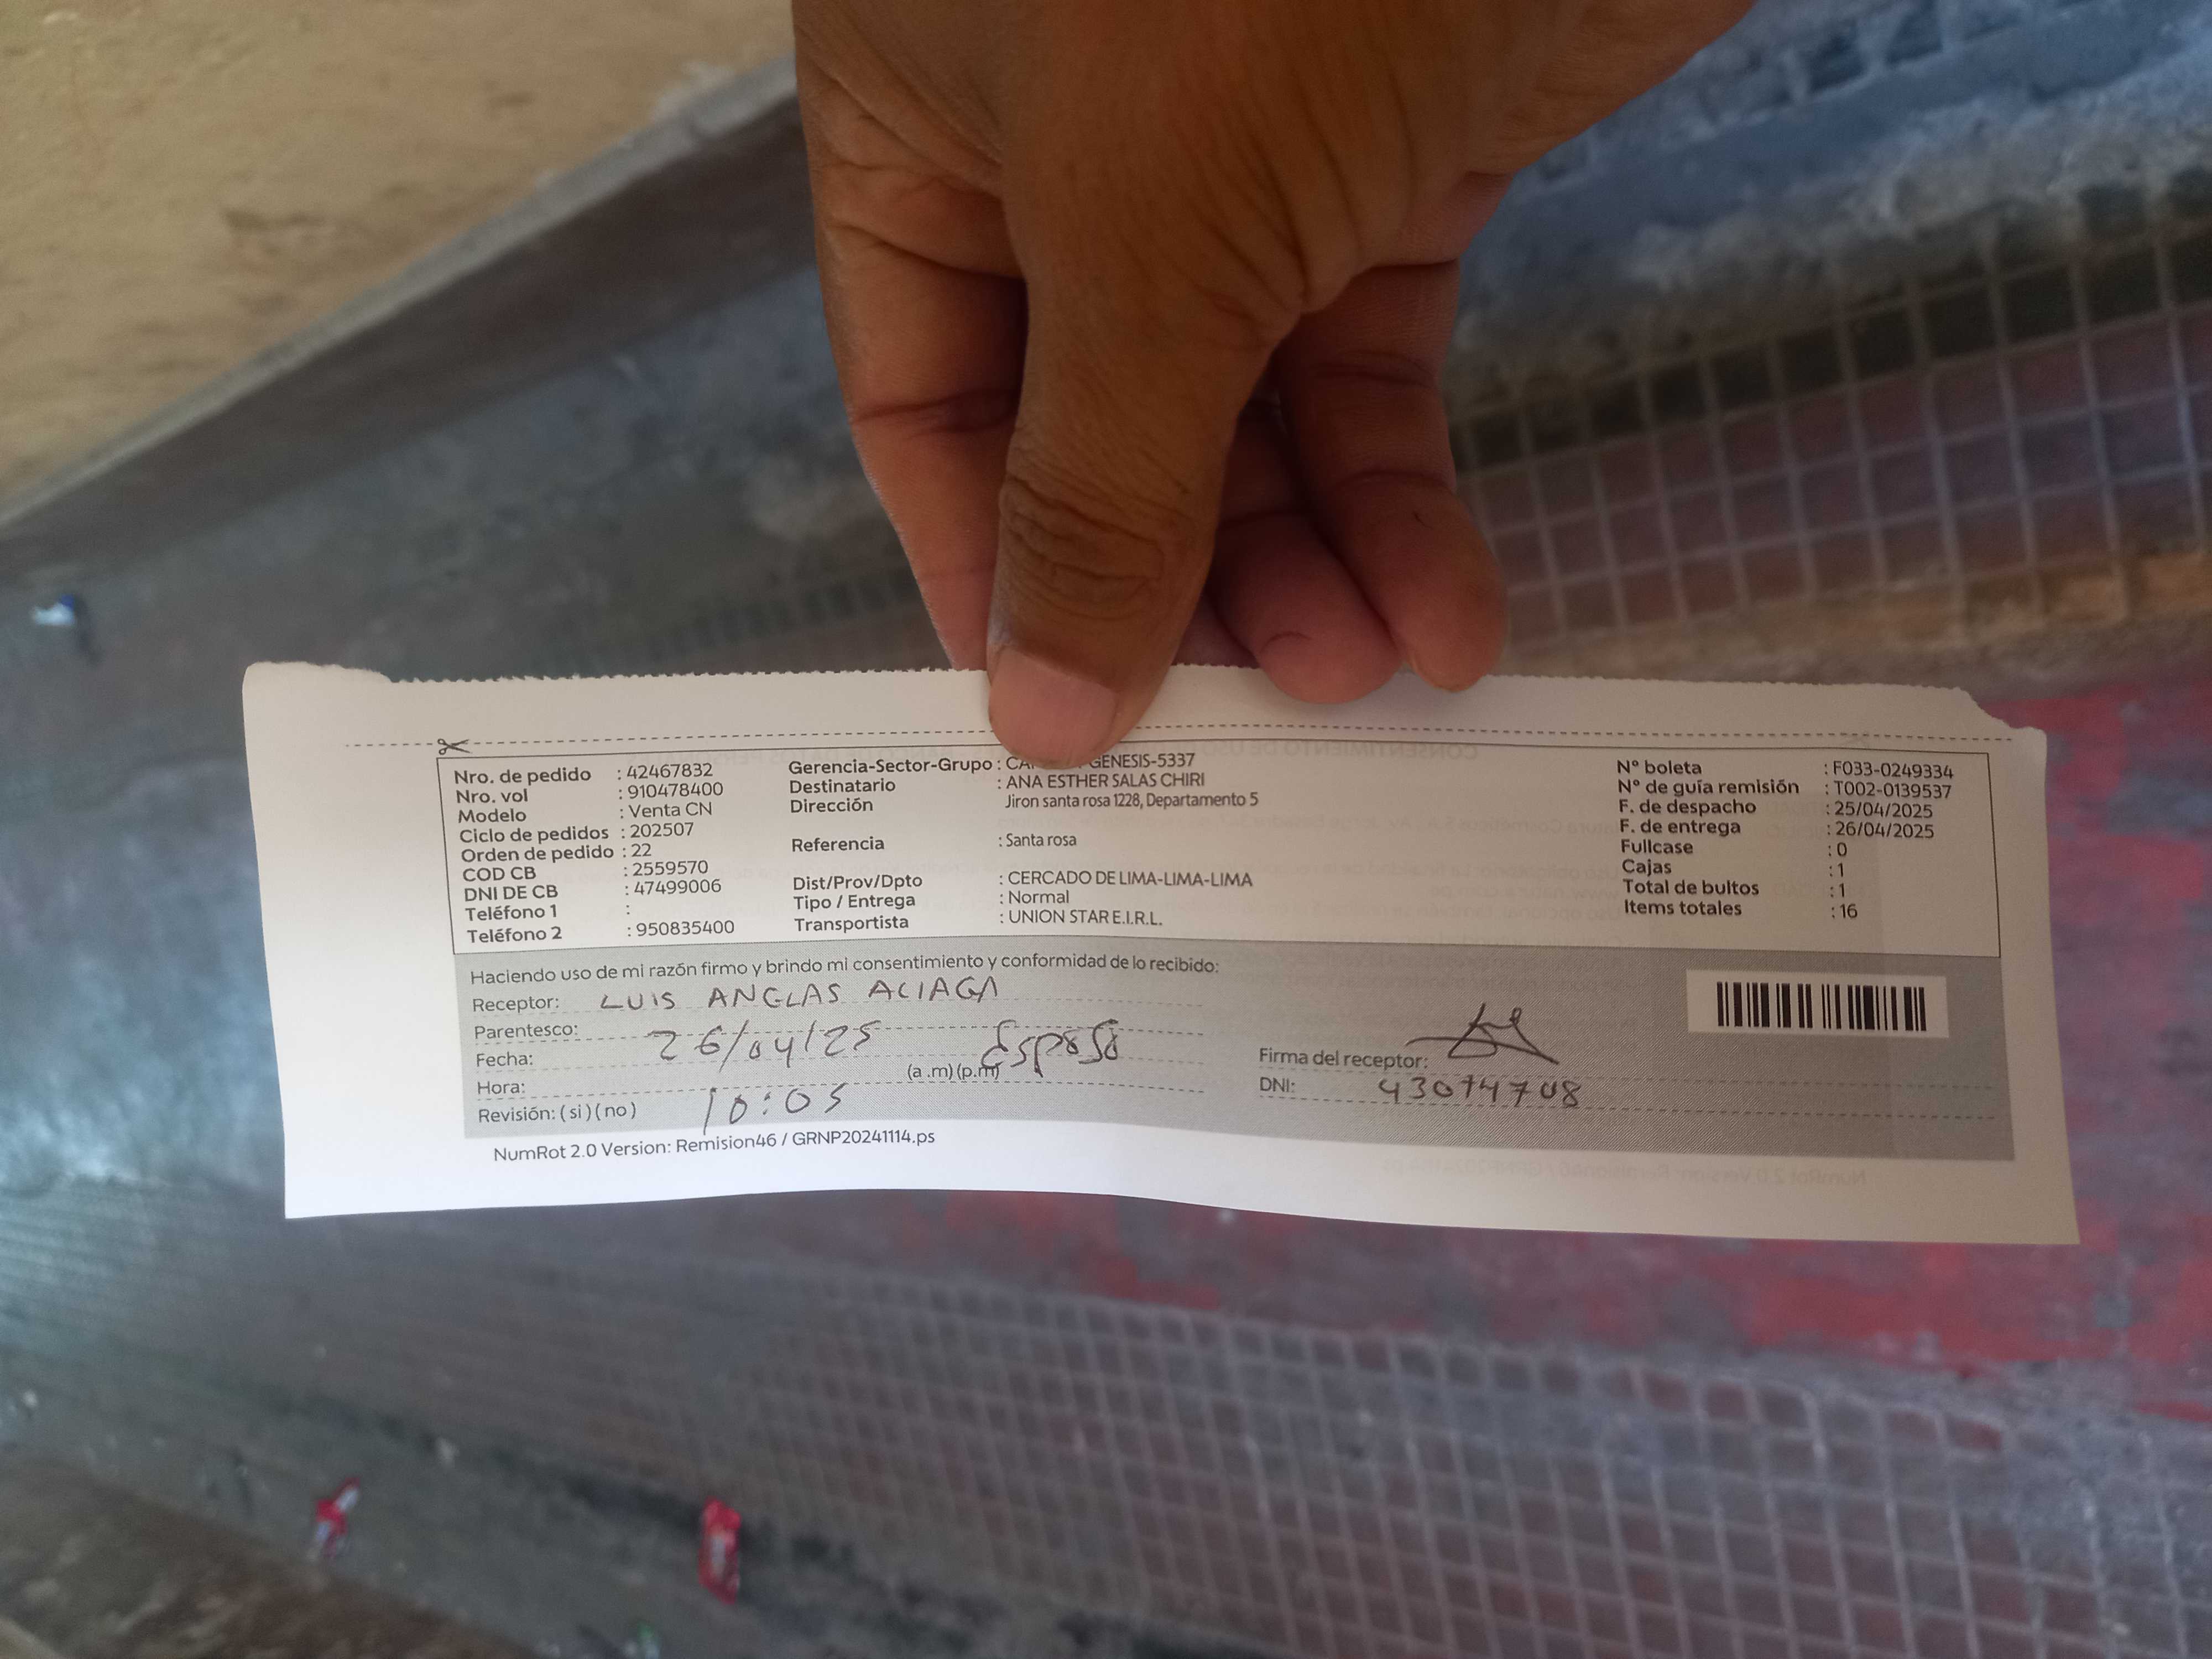 Nro. de pedido : 42467832
Nro. vol : 910478400
Modelo : Venta CN
Ciclo de pedidos : 202507
Orden de pedido : 22
COD CB : 2559570
DNI DE CB : 47499006
Teléfono 1 :
Teléfono 2 : 950835400
Gerencia-Sector-Grupo : GENESIS-5337
Destinatario : ANA ESTHER SALAS CHIRI
Dirección Jiron santa rosa 1228, Departamento 5
Referencia : Santa rosa
Dist/Prov/Dpto : CERCADO DE LIMA-LIMA-LIMA
Tipo / Entrega : Normal
Transportista : UNION STAR E.I.R.L.
N° boleta : F033-0249334
N° de guía remisión : T002-0139537
F. de despacho : 25/04/2025
F. de entrega : 26/04/2025
Fullcase : 0
Cajas : 1
Total de bultos : 1
Items totales : 16
Haciendo uso de mi razón firmo y brindo mi consentimiento y conformidad de lo recibido:
Receptor: LUIS ANGLAS ALIAGA
Parentesco: Esposo
Fecha: 26/04/25
Hora: 10:05 (a .m) (p.m)
Revisión: ( si ) ( no )
Firma del receptor:
DNI: 43074708
NumRot 2.0 Version: Remision46 / GRNP20241114.ps